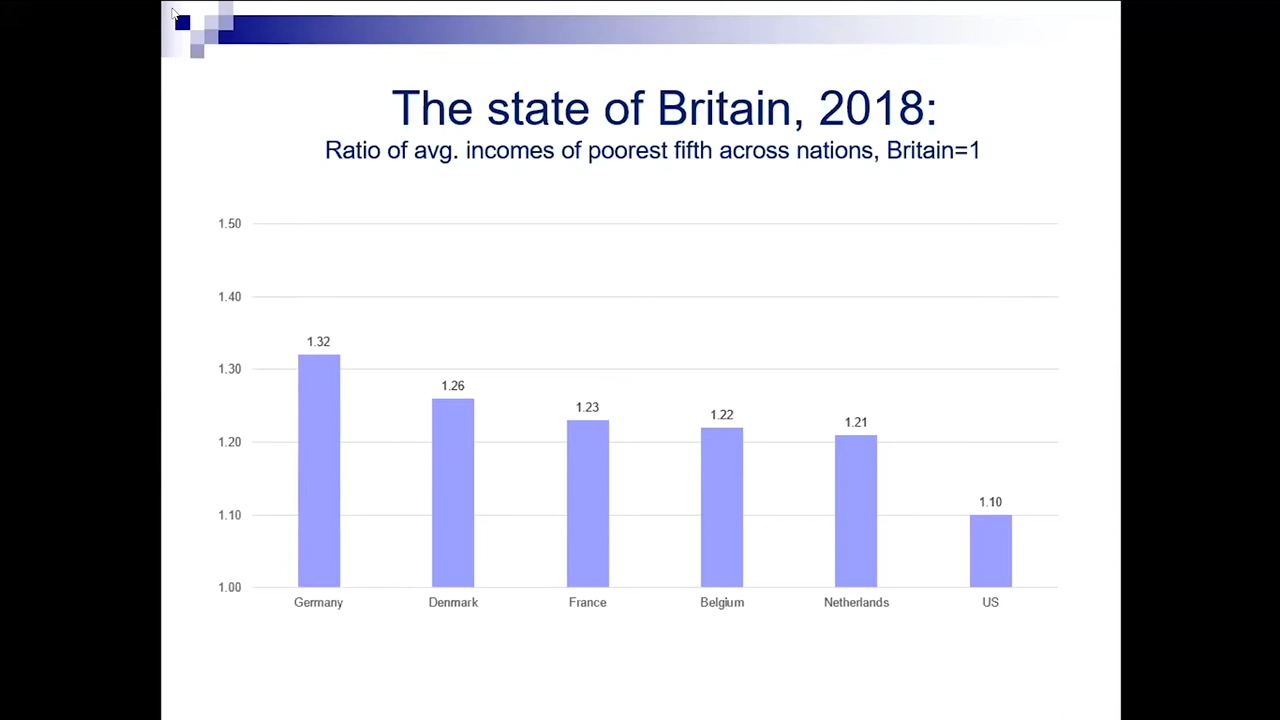 The state of Britain, 2018:
Ratio of avg. incomes of poorest fifth across nations, Britain=1
1.50
1.40
1.30
1.20
1.10
1.00
1.32
1.26
1.23
1.22
1.21
1.10
Germany
Denmark
France
Belgium
Netherlands
US